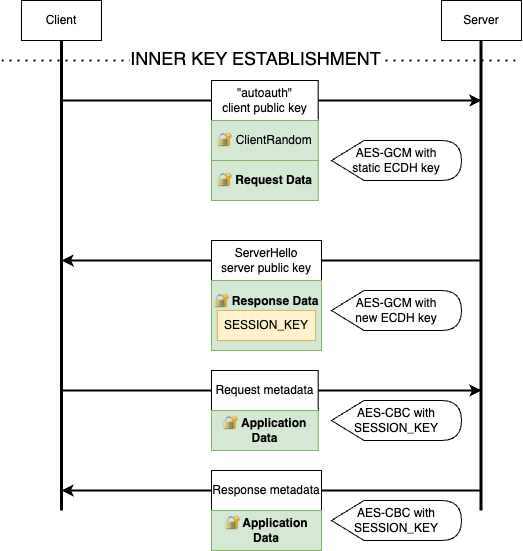 Client
Server
INNER KEY ESTABLISHMENT
"autoauth"
client public key
ClientRandom
Request Data
AES-GCM with
static ECDH key
ServerHello
server public key
Response Data
SESSION_KEY
AES-GCM with
new ECDH key
Request metadata
Application
Data
AES-CBC with
SESSION_KEY
Response metadata
Application
Data
AES-CBC with
SESSION_KEY